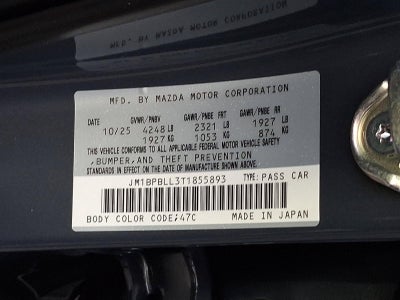 MFD. BY MAZDA MOTOR CORPORATION
DATE GVWR/PNBV GAWR/PNBE FRT GAWR/PNBE RR
10/25 4248 LB 2321 LB 1927 LB
1927 KG 1053 KG 874 KG
THIS VEHICLE CONFORMS TO ALL APPLICABLE FEDERAL MOTOR VEHICLE SAFETY
,BUMPER,AND THEFT PREVENTION
STANDARDS IN EFFECT ON THE DATE OF MANUFACTURE SHOWN ABOVE.
JM1BPBLL3T1855893 TYPE: PASS CAR
BODY COLOR CODE:47C MADE IN JAPAN